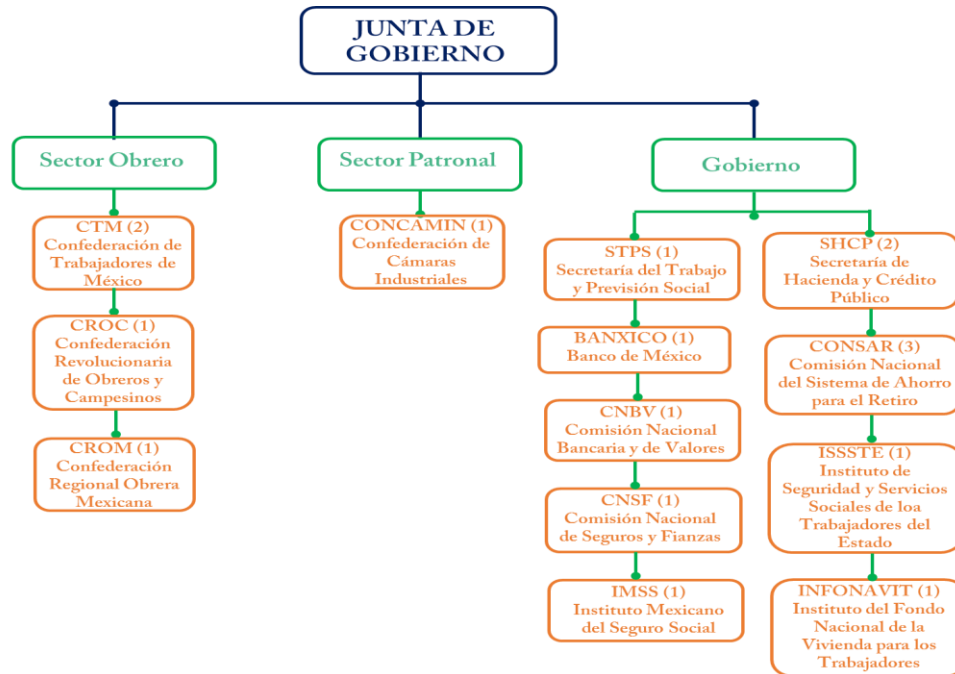 JUNTA DE
GOBIERNO
Sector Obrero
CTM (2)
Confederación de
Trabajadores de
México
CROC (1)
Confederación
Revolucionaria
de Obreros y
Campesinos
CROM (1)
Confederación
Regional Obrera
Mexicana
Sector Patronal
CONCAMIN (1)
Confederación de
Cámaras
Industriales
Gobierno
STPS (1)
Secretaría del Trabajo
y Previsión Social
BANXICO (1)
Banco de México
CNBV (1)
Comisión Nacional
Bancaria y de Valores
CNSF (1)
Comisión Nacional
de Seguros y Fianzas
IMSS (1)
Instituto Mexicano
del Seguro Social
SHCP (2)
Secretaría de
Hacienda y Crédito
Público
CONSAR (3)
Comisión Nacional
del Sistema de Ahorro
para el Retiro
ISSSTE (1)
Instituto de
Seguridad y Servicios
Sociales de loa
Trabajadores del
Estado
INFONAVIT (1)
Instituto del Fondo
Nacional de la
Vivienda para los
Trabajadores